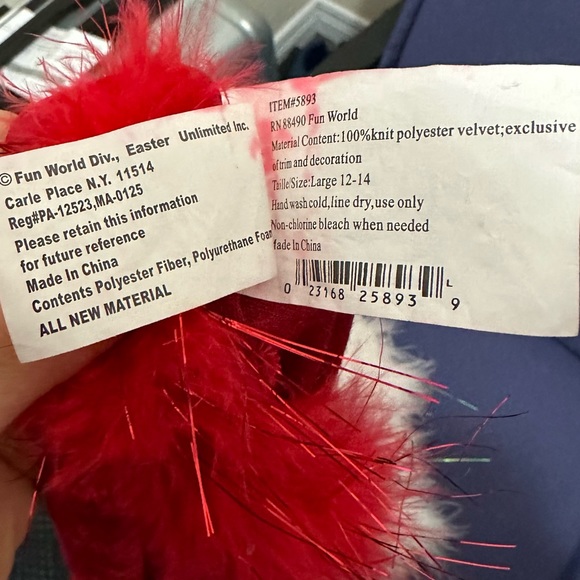 © Fun World Div., Easter Unlimited Inc.
Carle Place N.Y. 11514
Reg#PA-12523,MA-0125
Please retain this information
for future reference
Made In China
Contents Polyester Fiber, Polyurethane Foam
ALL NEW MATERIAL
ITEM#5893
RN 88490 Fun World
Material Content:100%knit polyester velvet;exclusive
of trim and decoration
Taille/Size:Large 12-14
Hand wash cold,line dry,use only
Non-chlorine bleach when needed
Made In China
L
0 23168 25893 9